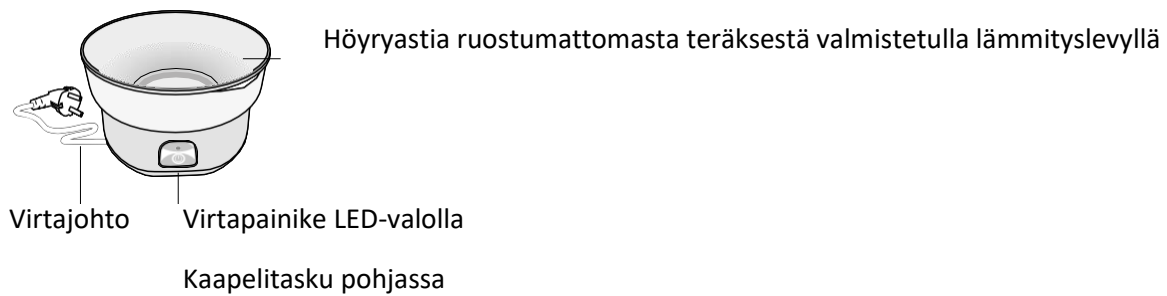 Höyryastia ruostumattomasta teräksestä valmistetulla lämmityslevyllä
Virtajohto
Virtapainike LED-valolla
Kaapelitasku pohjassa